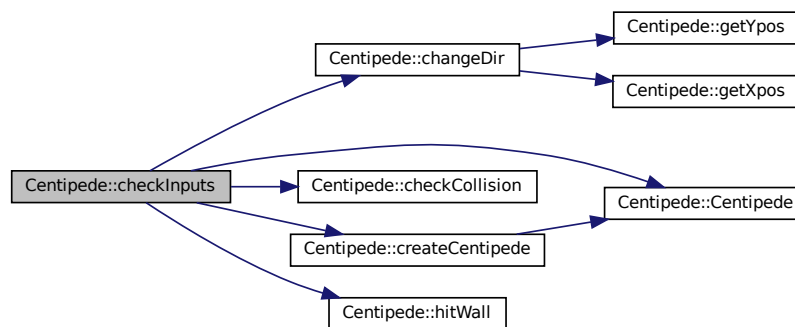 Centipede::getYpos
Centipede::changeDir
Centipede::getXpos
Centipede::checkInputs
Centipede::checkCollision
Centipede::Centipede
Centipede::createCentipede
Centipede::hitWall